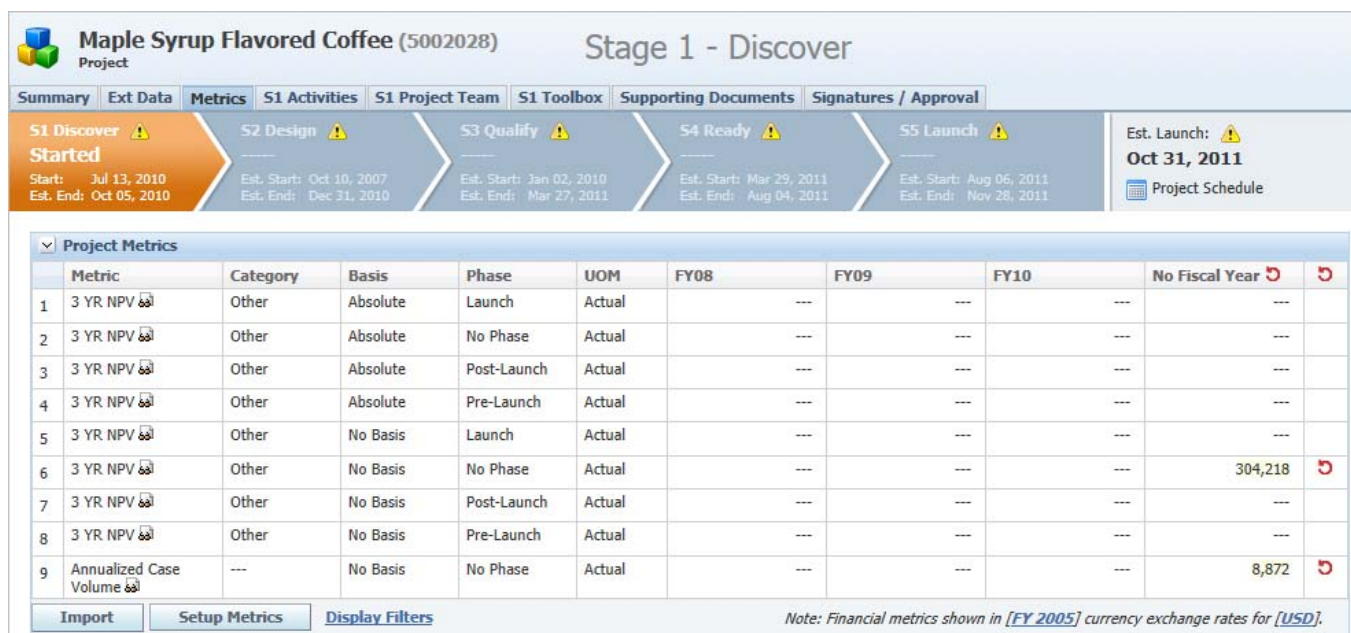 Maple Syrup Flavored Coffee (5002028) Stage 1 - Discover
Project
Summary Ext Data Metrics S1 Activities S1 Project Team S1 Toolbox Supporting Documents Signatures / Approval
S1 Discover
Started
Start: Jul 13, 2010
Est. End: Oct 05, 2010
S2 Design
-----
Est. Start: Oct 10, 2007
Est. End: Dec 31, 2010
S3 Qualify
-----
Est. Start: Jan 02, 2010
Est. End: Mar 27, 2011
S4 Ready
-----
Est. Start: Mar 29, 2011
Est. End: Aug 04, 2011
S5 Launch
-----
Est. Start: Aug 06, 2011
Est. End: Nov 28, 2011
Est. Launch:
Oct 31, 2011
Project Schedule
Project Metrics
Metric Category Basis Phase UOM FY08 FY09 FY10 No Fiscal Year
1 3 YR NPV Other Absolute Launch Actual --- --- --- ---
2 3 YR NPV Other Absolute No Phase Actual --- --- --- ---
3 3 YR NPV Other Absolute Post-Launch Actual --- --- --- ---
4 3 YR NPV Other Absolute Pre-Launch Actual --- --- --- ---
5 3 YR NPV Other No Basis Launch Actual --- --- --- ---
6 3 YR NPV Other No Basis No Phase Actual --- --- --- 304,218
7 3 YR NPV Other No Basis Post-Launch Actual --- --- --- ---
8 3 YR NPV Other No Basis Pre-Launch Actual --- --- --- ---
9 Annualized Case --- No Basis No Phase Actual --- --- --- 8,872
Volume
Import Setup Metrics Display Filters Note: Financial metrics shown in [FY 2005] currency exchange rates for [USD].